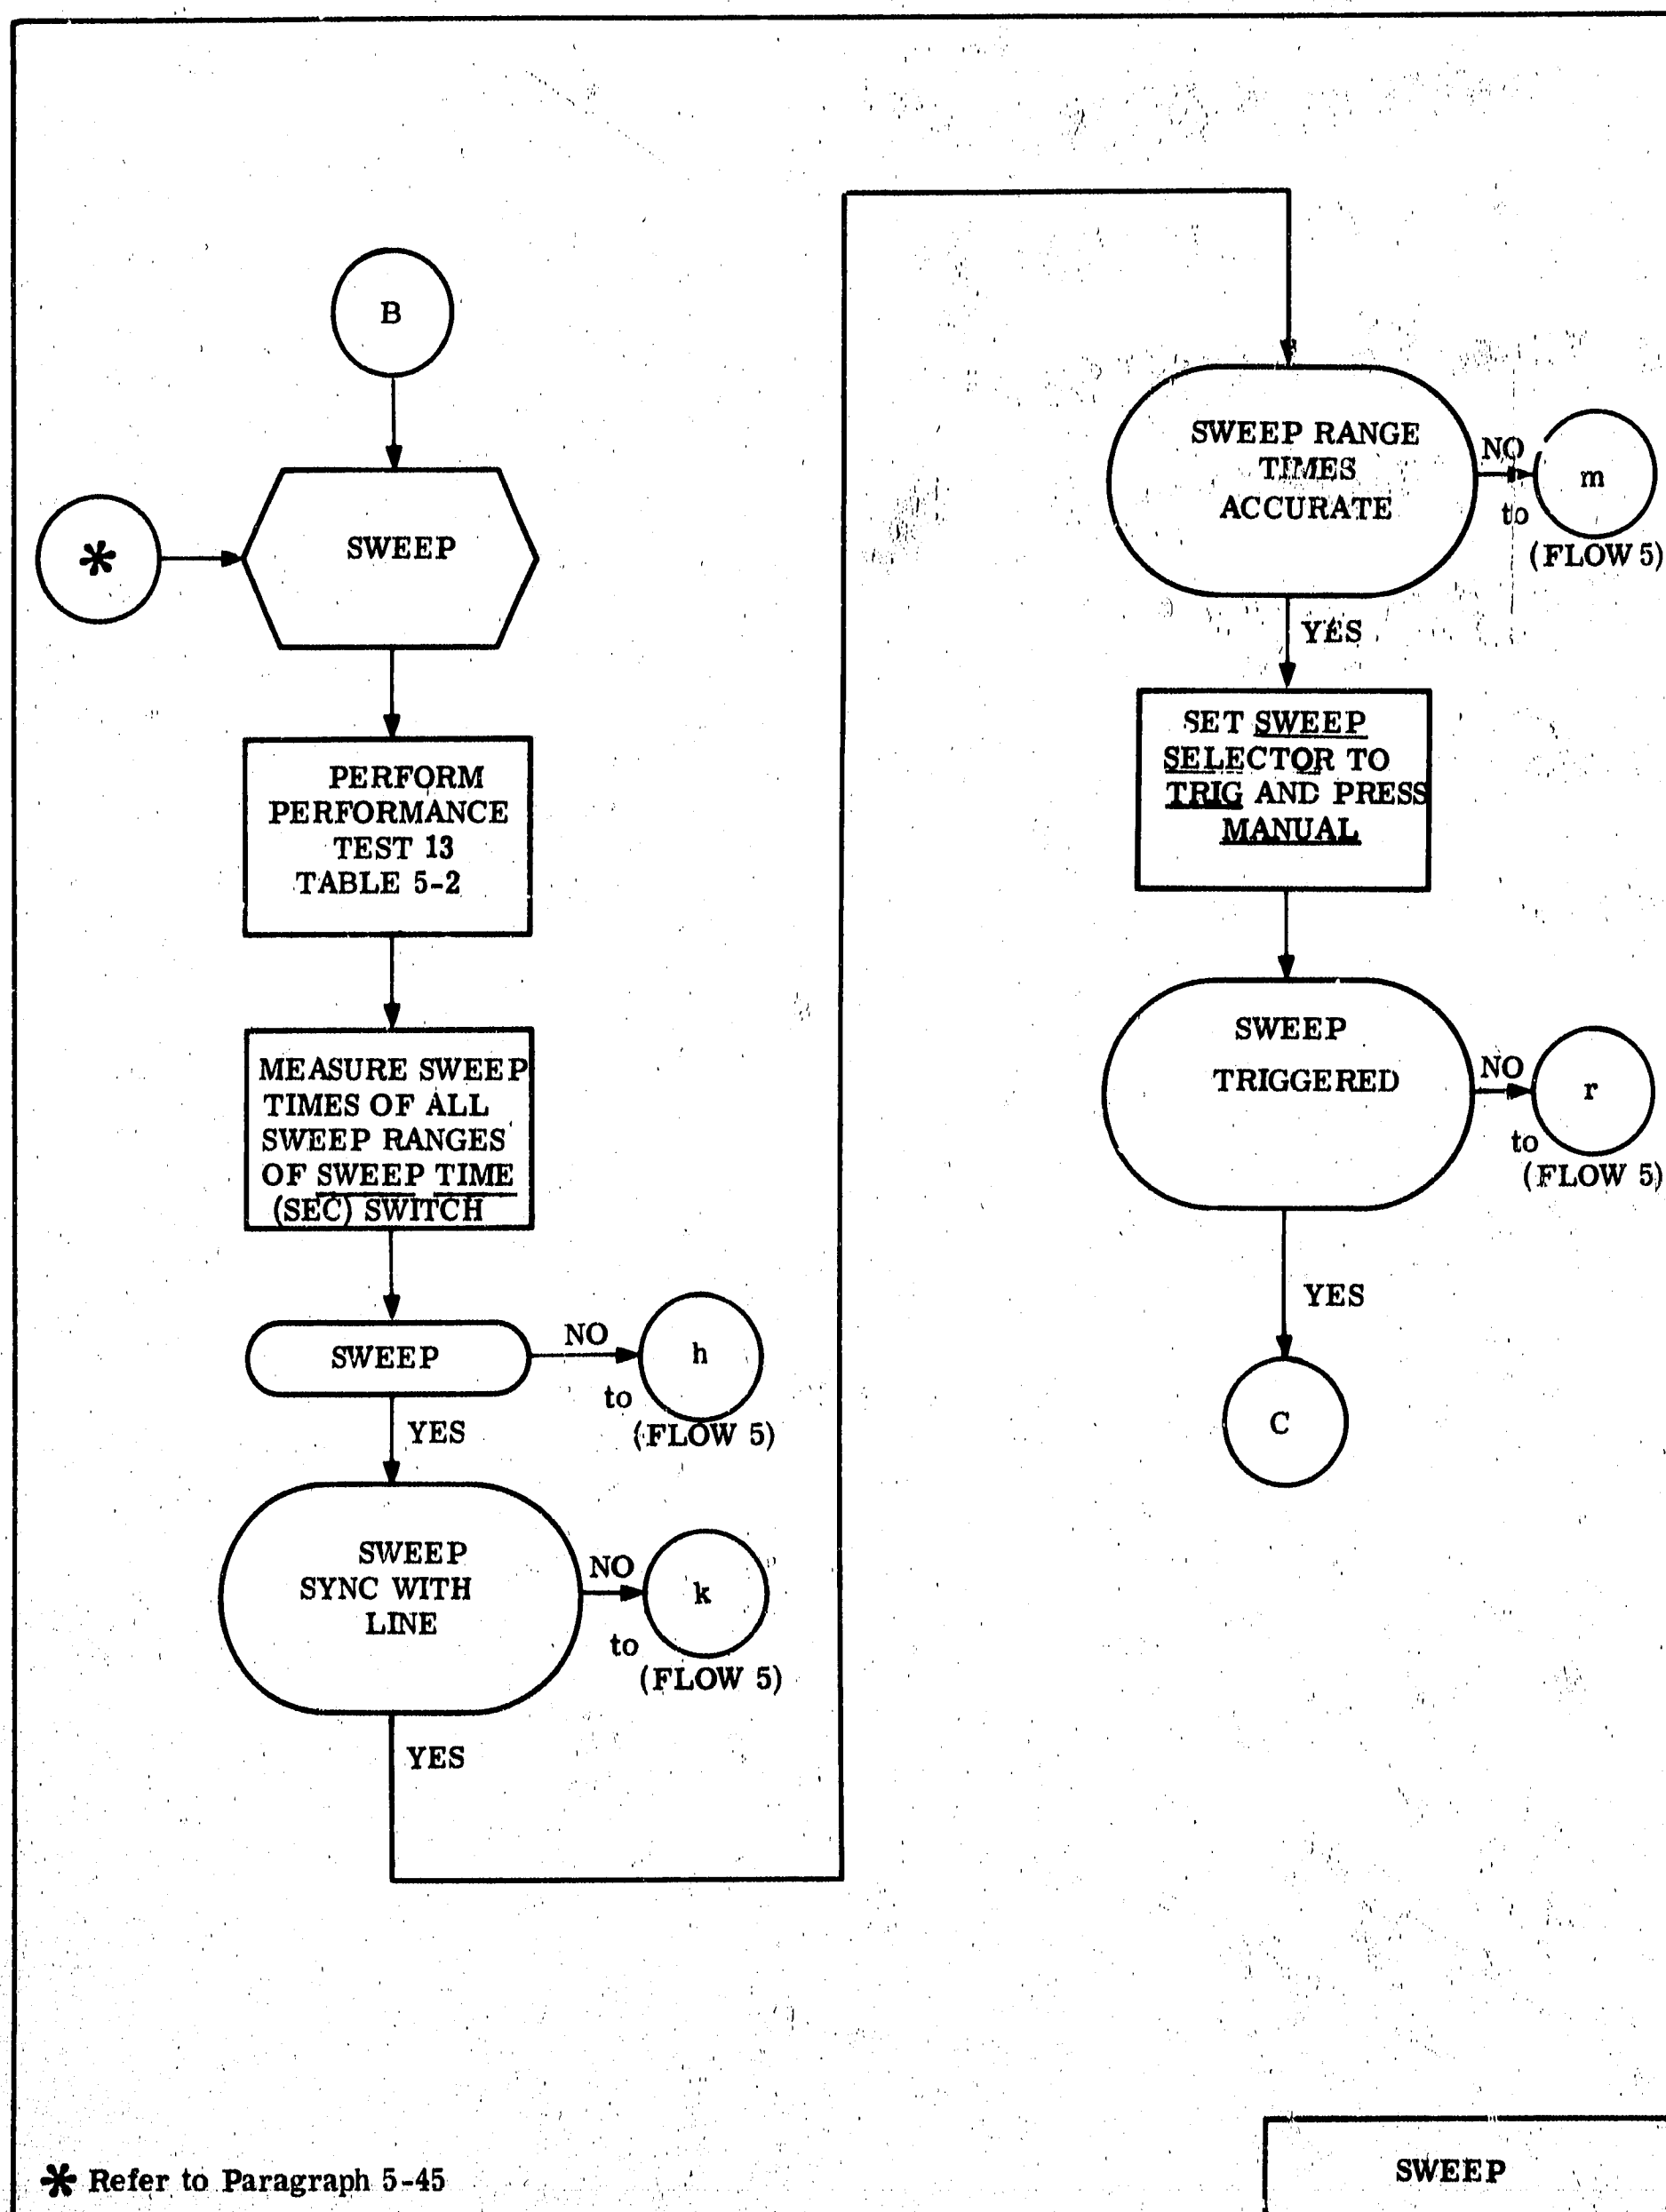 B
*
SWEEP
PERFORM
PERFORMANCE
TEST 13
TABLE 5-2
MEASURE SWEEP
TIMES OF ALL
SWEEP RANGES
OF SWEEP TIME
(SEC) SWITCH
SWEEP
NO
h
to
(FLOW 5)
YES
SWEEP
SYNC WITH
LINE
NO
k
to
(FLOW 5)
YES
SWEEP RANGE
TIMES
ACCURATE
NO
m
to
(FLOW 5)
YES
SET SWEEP
SELECTOR TO
TRIG AND PRESS
MANUAL
SWEEP
TRIGGERED
NO
r
to
(FLOW 5)
YES
C
* Refer to Paragraph 5-45
SWEEP